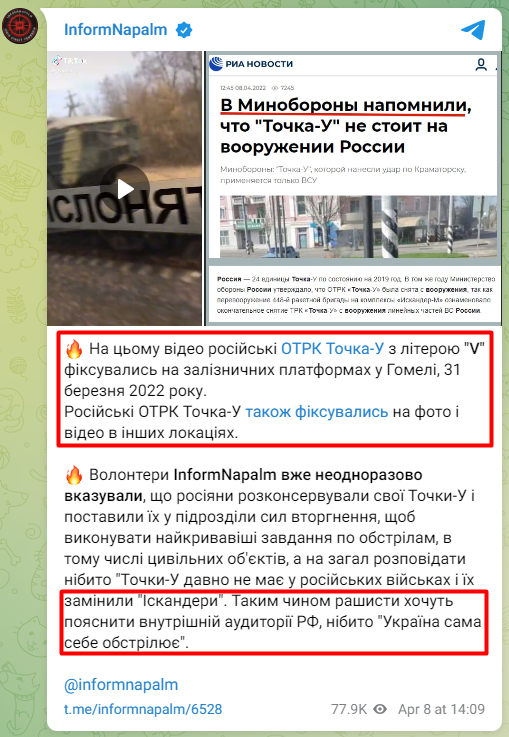 InformNapalm
TikTok
СЛОНЯТ
РИА НОВОСТИ
12:45 08.04.2022 7245
В Минобороны напомнили,
что "Точка-У" не стоит на
вооружении России
Минобороны: "Точка-У", которой нанесли удар по Краматорску,
применяется только ВСУ
Россия — 24 единицы Точка-У по состоянию на 2019 год. В том же году Министерство
обороны России утверждало, что ОТРК «Точка-У» была снята с вооружения, так как
перевооружение 448-й ракетной бригады на комплексы «Искандер-М» ознаменовало
окончательное снятие ТРК «Точка-У» с вооружения линейных частей ВС России.
🔥 На цьому відео російські ОТРК Точка-У з літерою "V"
фіксувались на залізничних платформах у Гомелі, 31
березня 2022 року.
Російські ОТРК Точка-У також фіксувались на фото і
відео в інших локаціях.
🔥 Волонтери InformNapalm вже неодноразово
вказували, що росіяни розконсервували свої Точки-У і
поставили їх у підрозділи сил вторгнення, щоб
виконувати найкривавіші завдання по обстрілам, в
тому числі цивільних об'єктів, а на загал розповідати
нібито "Точки-У давно не має у російських військах і їх
замінили "Іскандери". Таким чином рашисти хочуть
пояснити внутрішній аудиторії РФ, нібито "Україна сама
себе обстрілює".
@informnapalm
t.me/informnapalm/6528 77.9K Apr 8 at 14:09